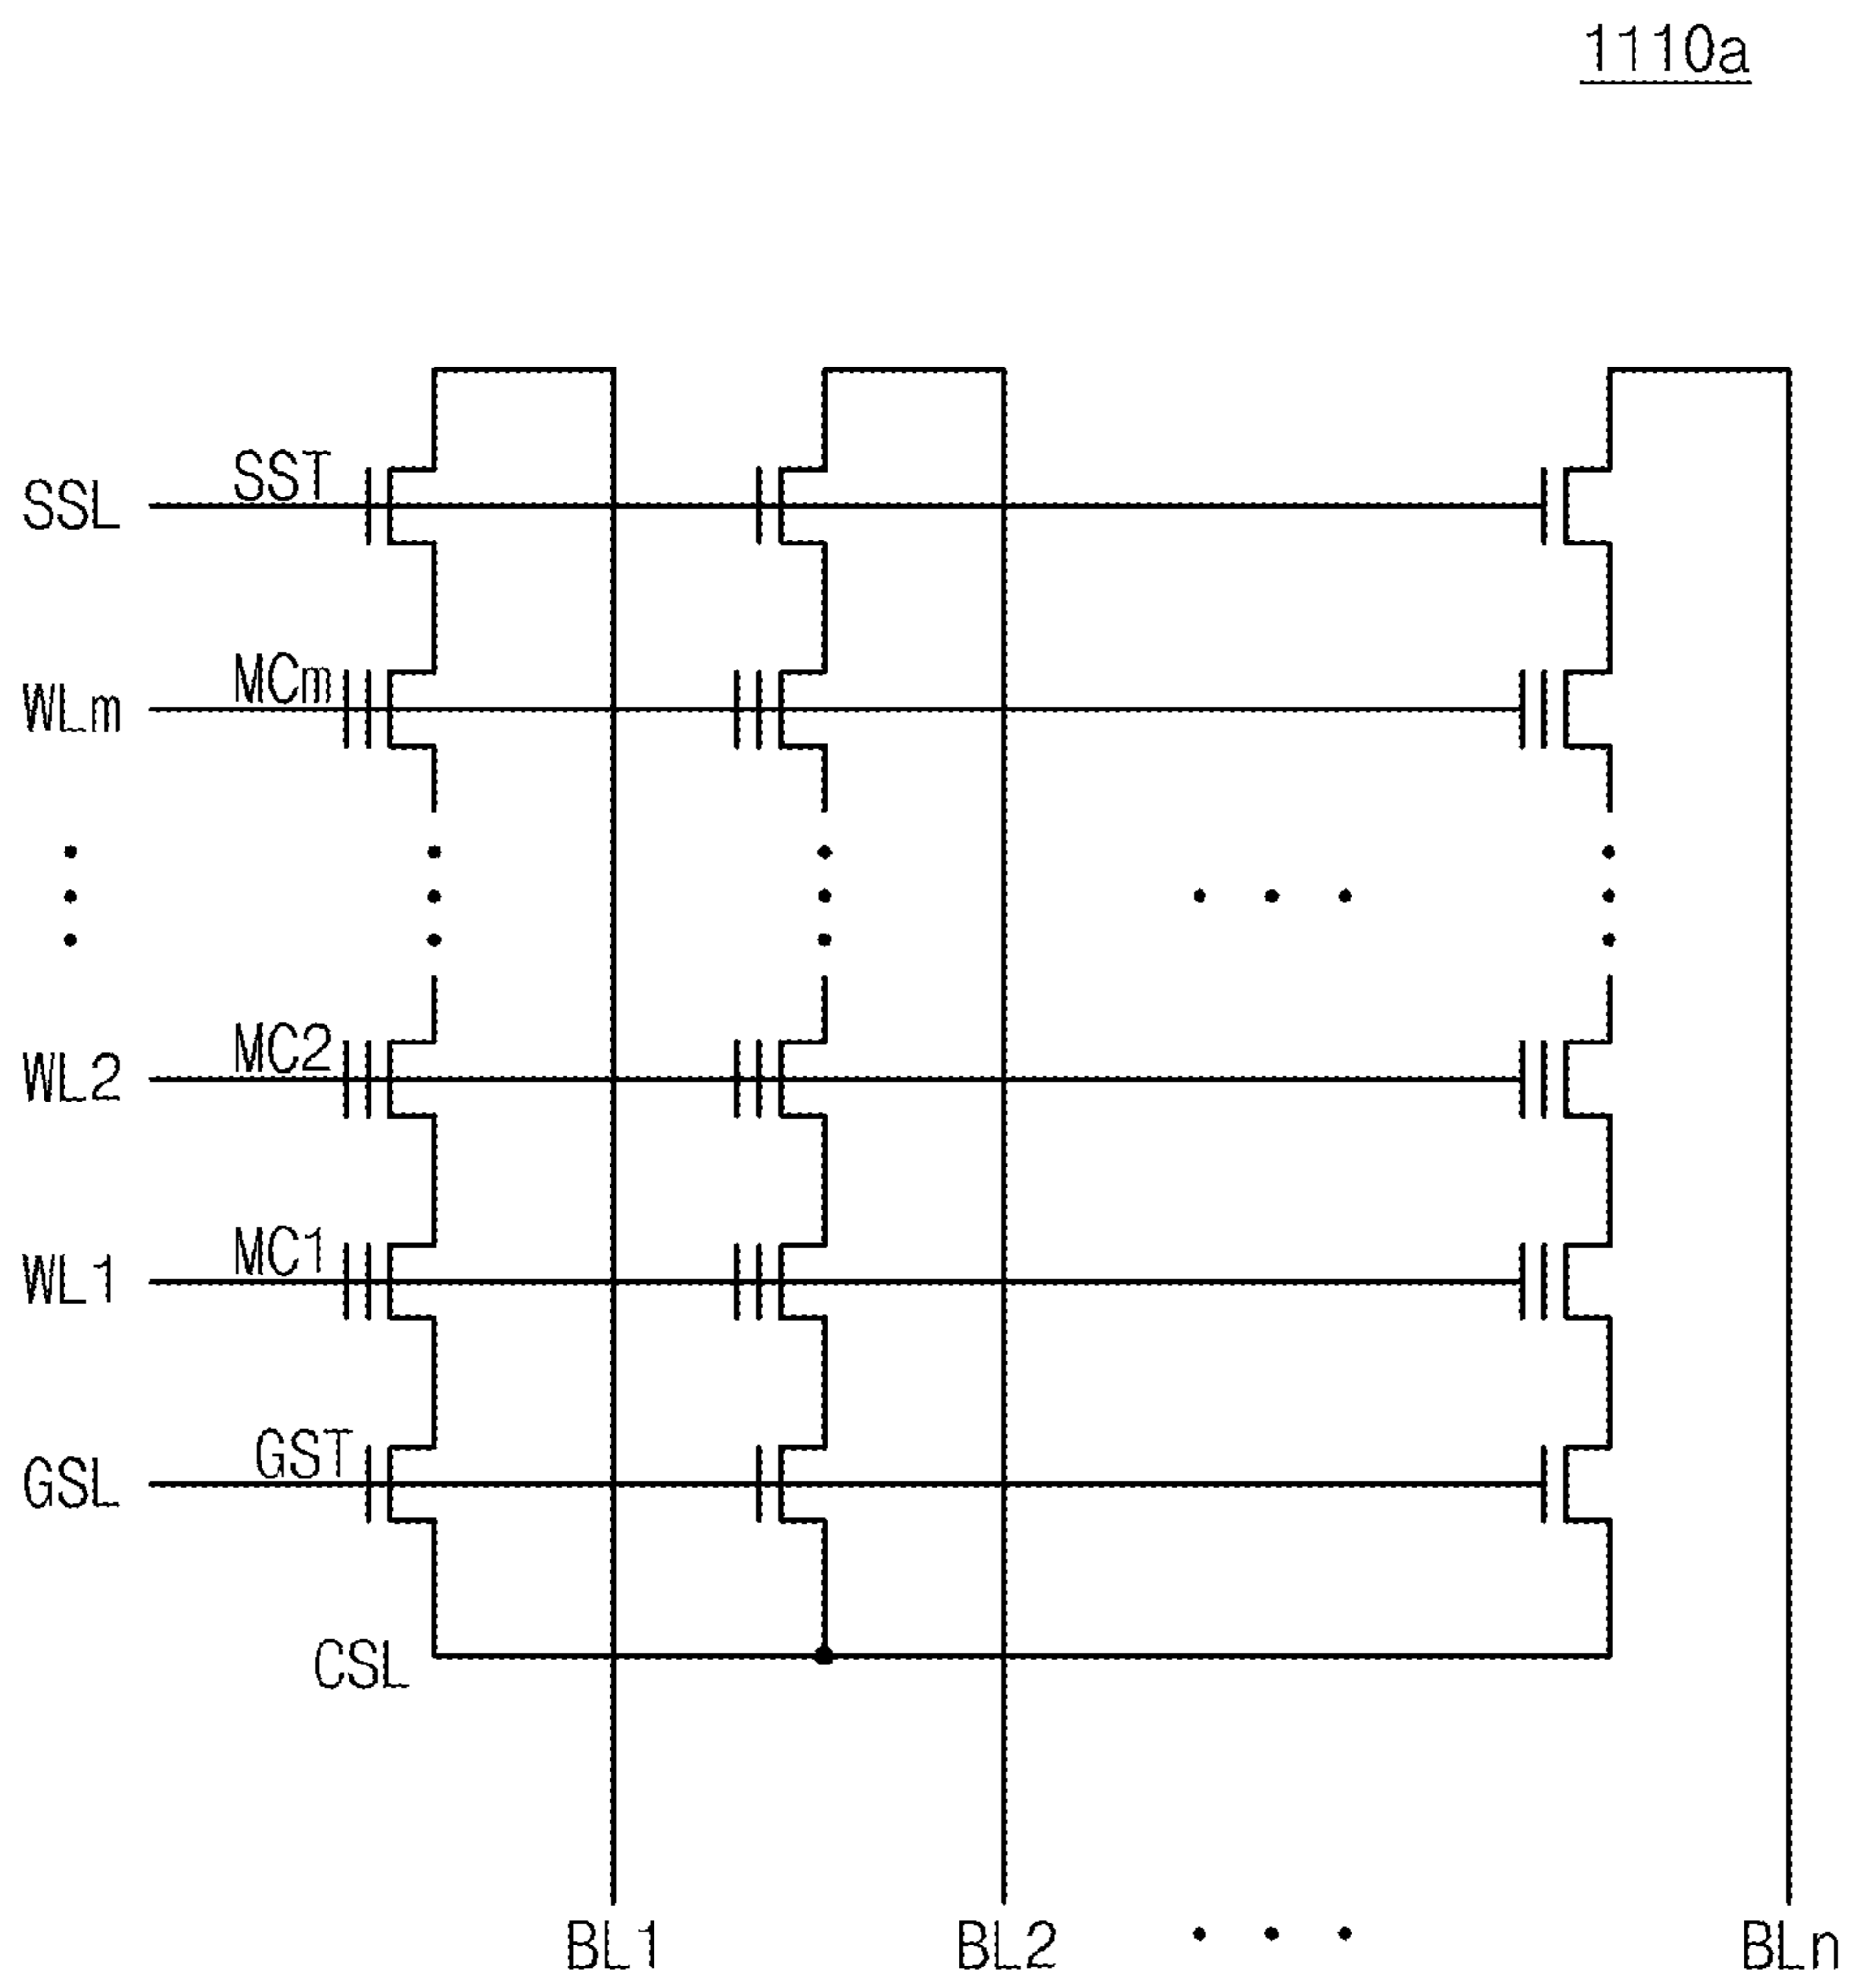 1110a
SSL SST
WLm MCm
WL2 MC2
WL1 MC1
GSL GST
CSL
BL1 BL2 BLn